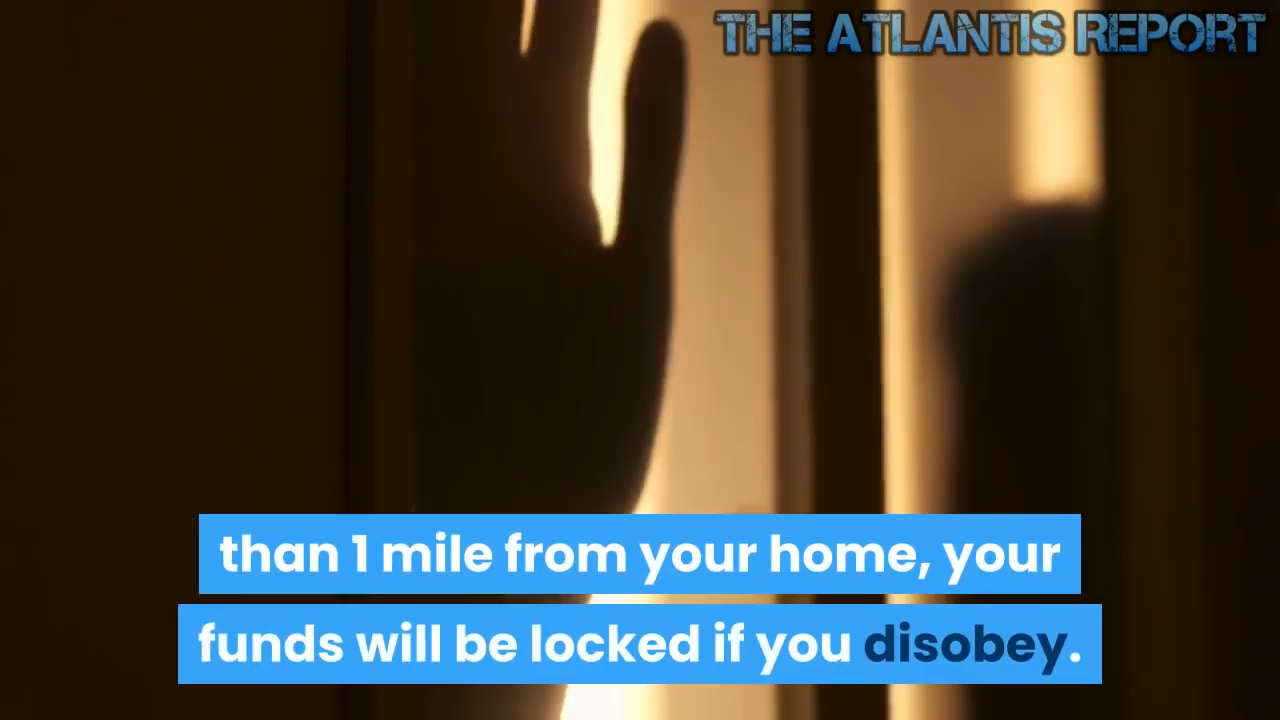 THE ATLANTIS REPORT
than 1 mile from your home, your
funds will be locked if you disobey.